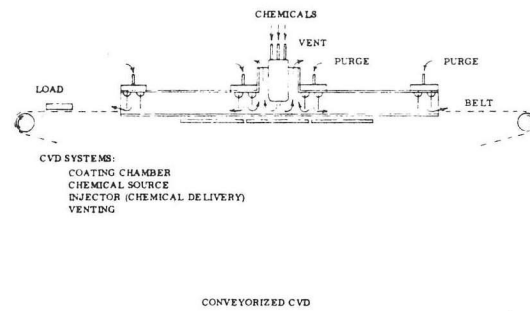 CHEMICALS
VENT
PURGE
PURGE
LOAD
BELT
CVD SYSTEMS:
COATING CHAMBER
CHEMICAL SOURCE
INJECTOR (CHEMICAL DELIVERY)
VENTING
CONVEYORIZED CVD